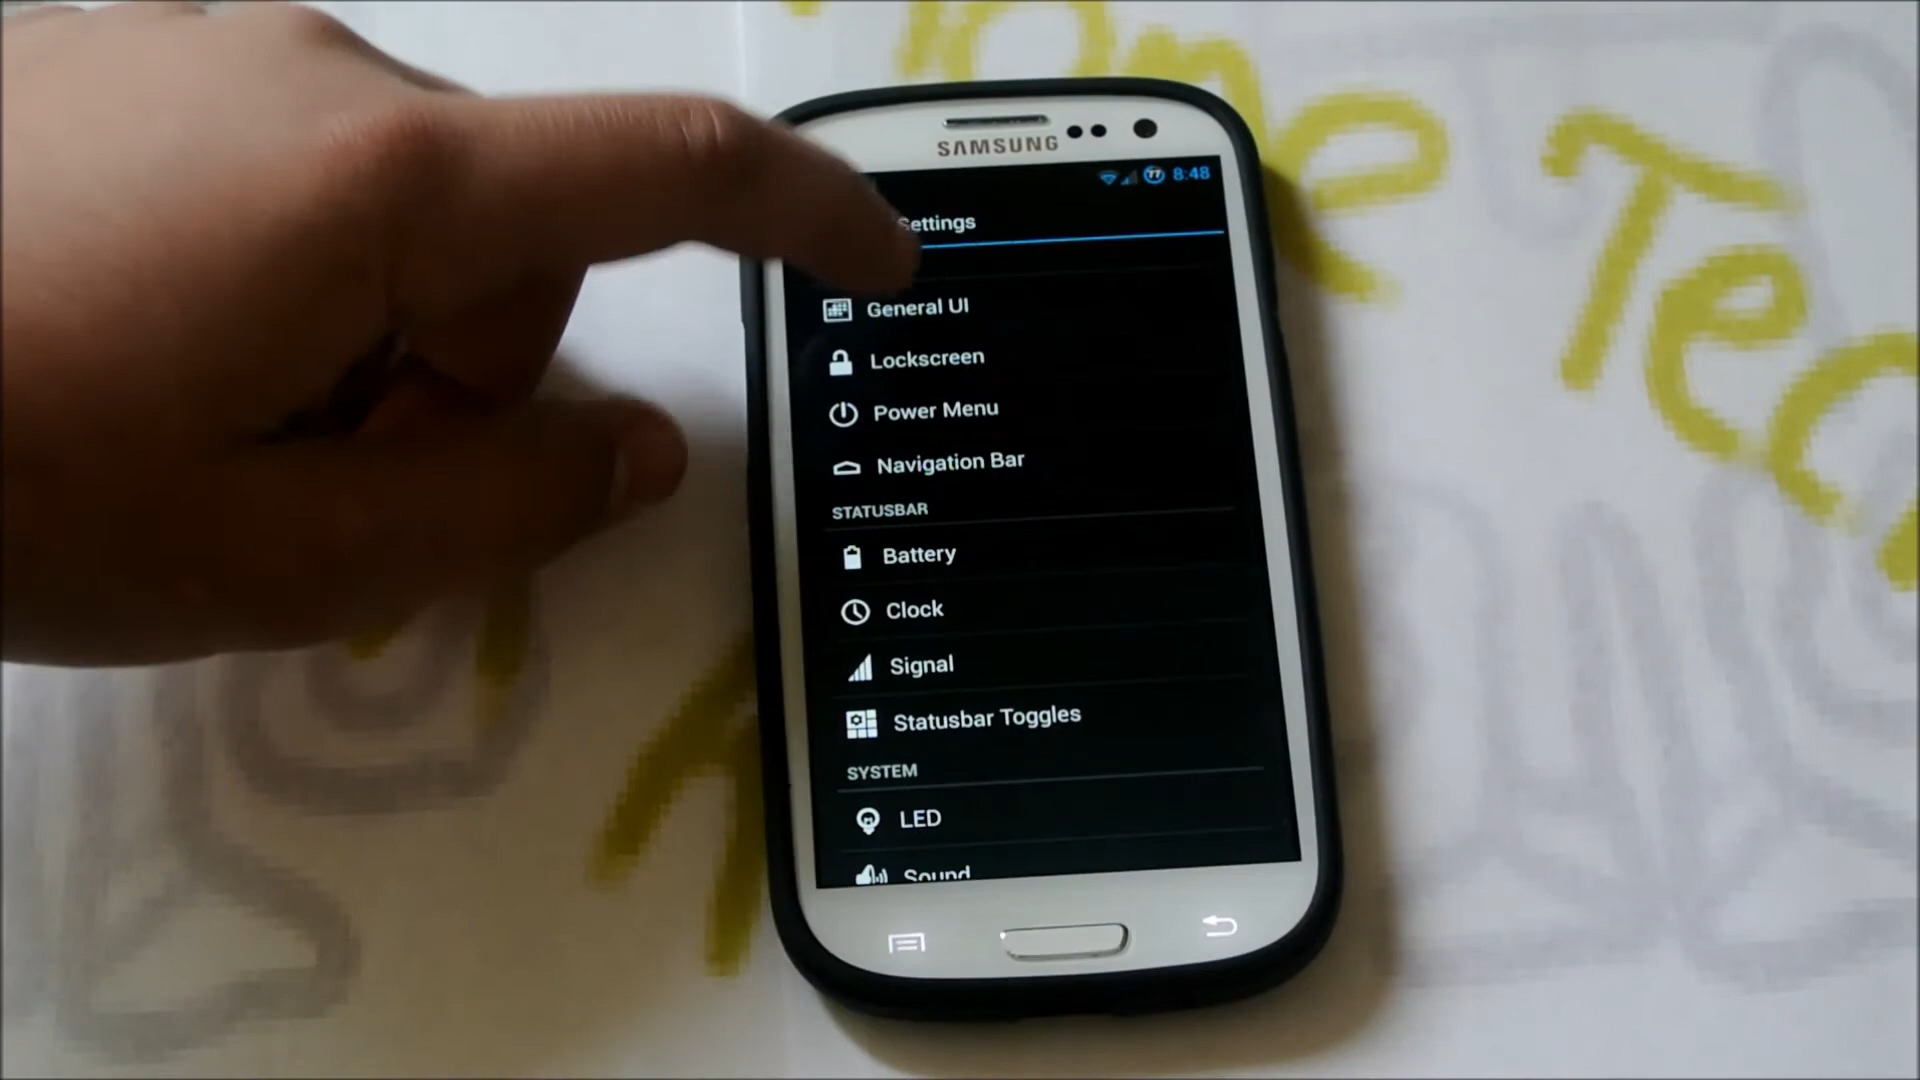 SAMSUNG
77 8:48
Settings
General UI
Lockscreen
Power Menu
Navigation Bar
STATUSBAR
Battery
Clock
Signal
Statusbar Toggles
SYSTEM
LED
Sound